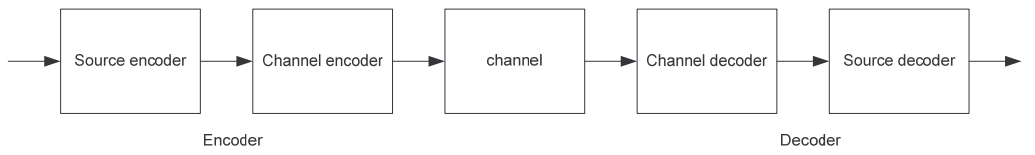 Source encoder
Channel encoder
channel
Channel decoder
Source decoder
Encoder
Decoder